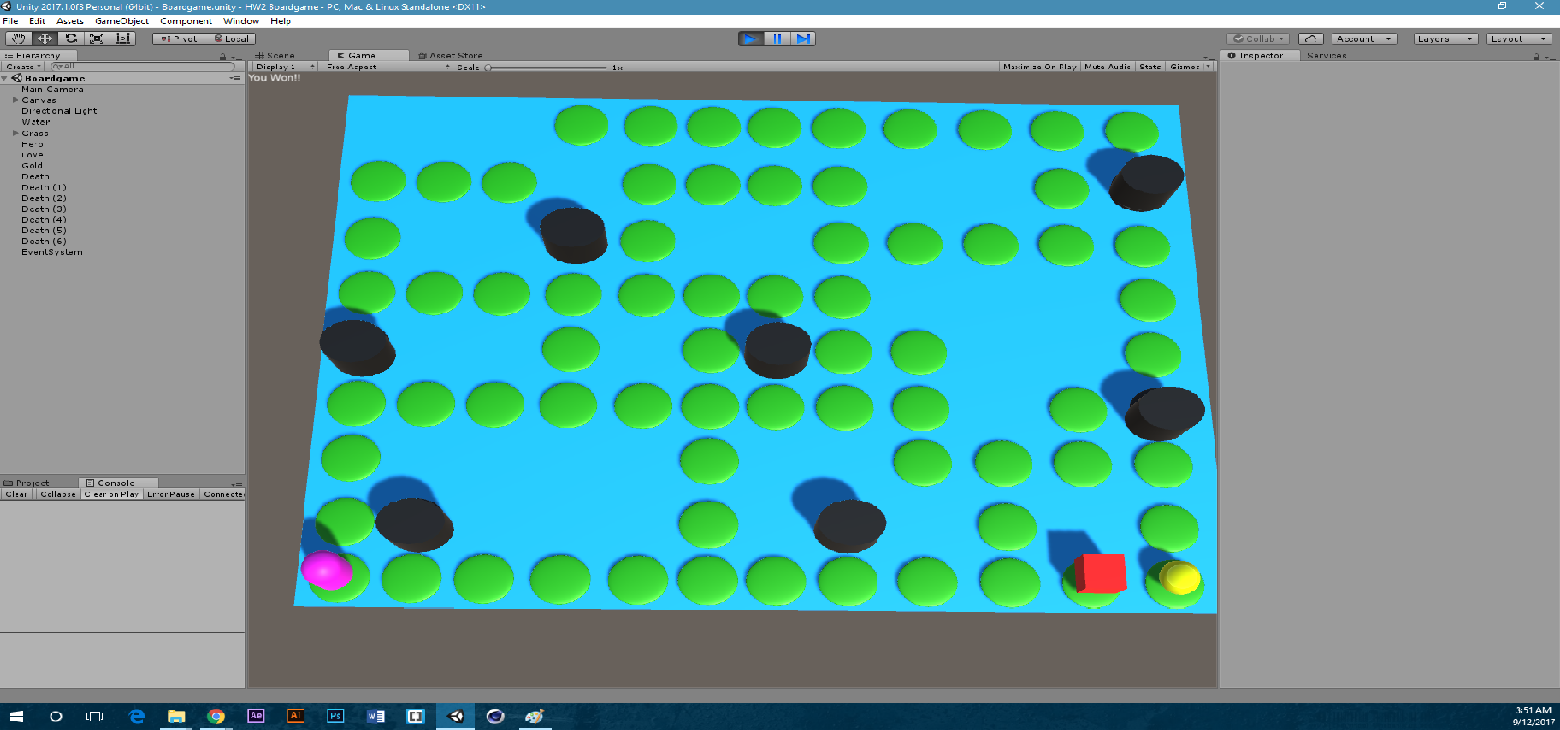 Unity 2017.1.0f3 Personal (64bit) - Boardgame.unity - HW2 Boardgame - PC, Mac & Linux Standalone <DX11>
File Edit Assets GameObject Component Window Help
Pivot Local Collab Account Layers Layout
Hierarchy Scene Game Asset Store Inspector Services
Create All Display 1 Free Aspect Scale 1x Maximize On Play Mute Audio Stats Gizmos
Boardgame
You Won!!
Main Camera
Canvas
Directional Light
Water
Grass
Hero
Love
Gold
Death
Death (1)
Death (2)
Death (3)
Death (4)
Death (5)
Death (6)
EventSystem
Project Console
Clear Collapse Clear on Play Error Pause Connected
Ae Ai Ps W
3:51 AM
9/12/2017